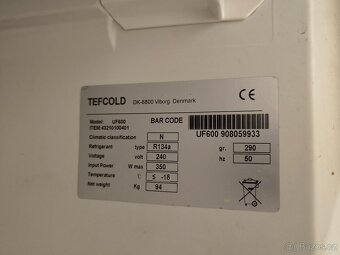 TEFCOLD DK-8800 Viborg Denmark CE
Model: UF600 BAR CODE
ITEM:43210100401
UF600 908059933
Climatic classification N
Refrigerant type R134a gr. 290
Voltage volt 240 hz 50
Input Power W max 350
Temperature °C ≤ -18
Net weight Kg 94